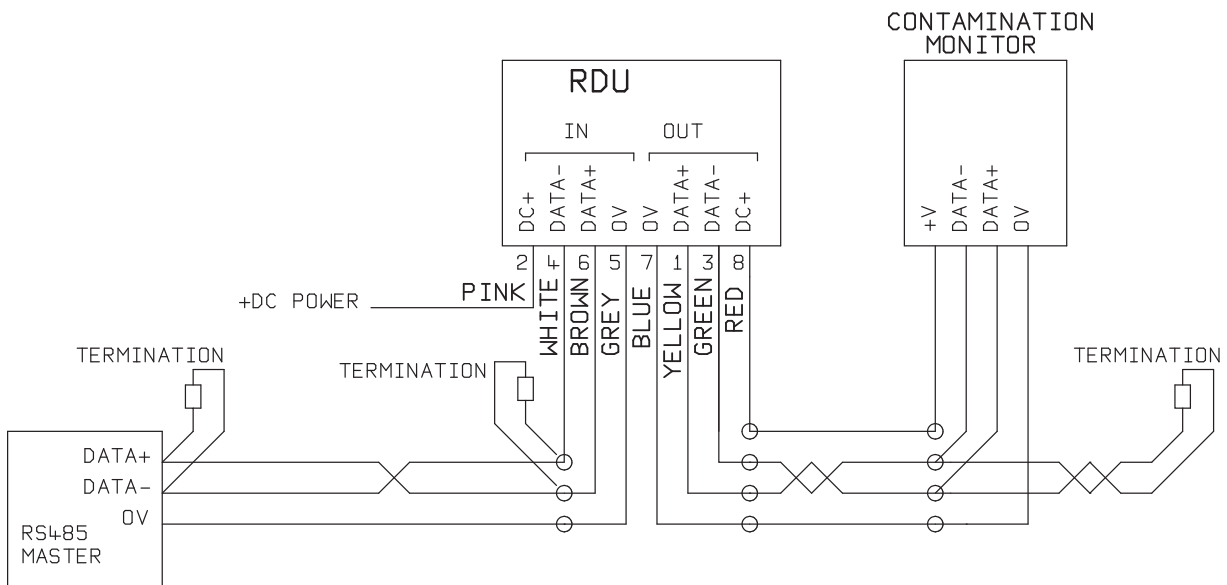 CONTAMINATION
MONITOR
RDU
IN OUT
DC+ DATA- DATA+ 0V 0V DATA+ DATA- DC+
+V DATA- DATA+ 0V
2 4 6 5 7 1 3 8
PINK WHITE BROWN GREY BLUE YELLOW GREEN RED
+DC POWER
TERMINATION
TERMINATION
TERMINATION
DATA+
DATA-
0V
RS485
MASTER